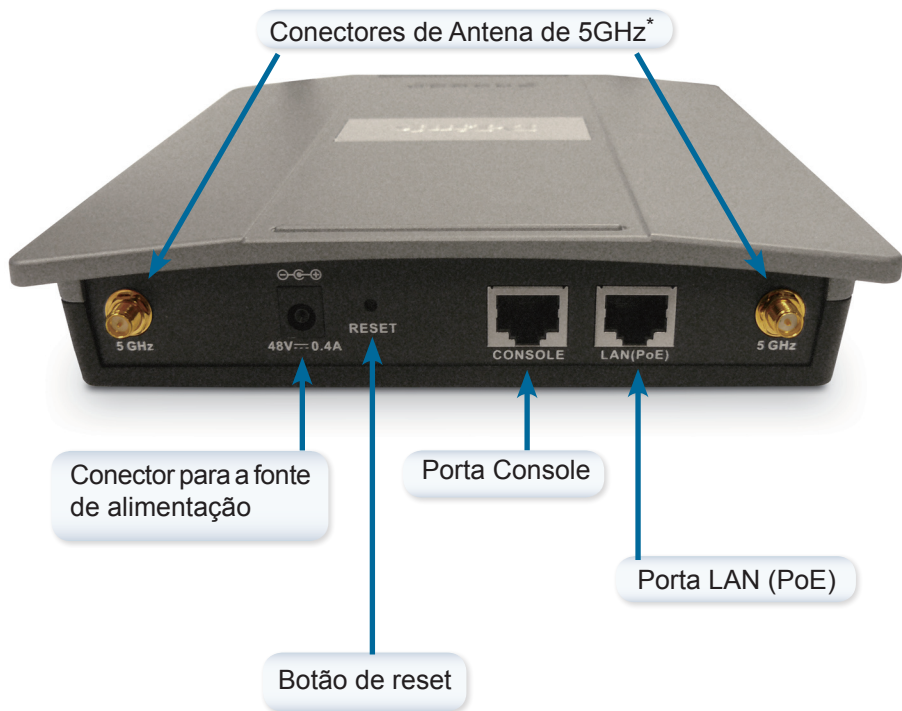 Conectores de Antena de 5GHz*
5 GHz
48V⎓0.4A
RESET
CONSOLE
LAN(PoE)
5 GHz
Conector para a fonte
de alimentação
Porta Console
Porta LAN (PoE)
Botão de reset